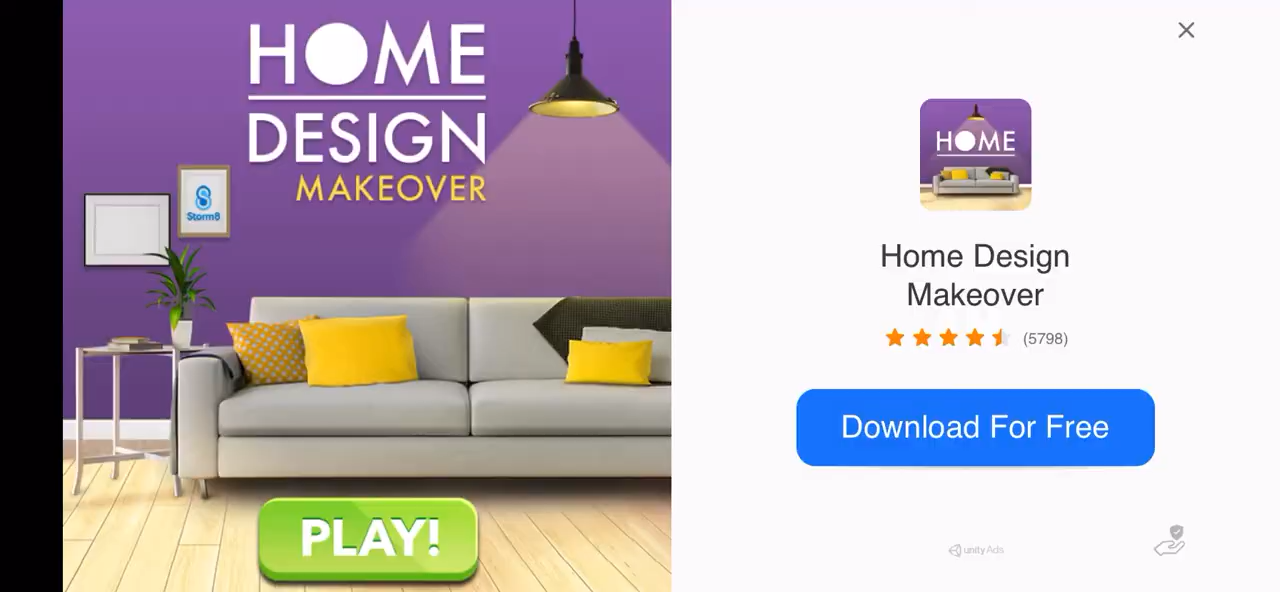 HOME
DESIGN
MAKEOVER
Storm8
PLAY!
HOME
Home Design
Makeover
(5798)
Download For Free
unity Ads